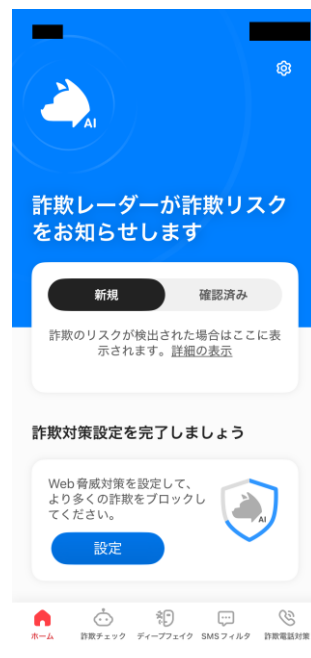 AI
詐欺レーダーが詐欺リスク
をお知らせします
新規 確認済み
詐欺のリスクが検出された場合はここに表
示されます。詳細の表示
詐欺対策設定を完了しましょう
Web 脅威対策を設定して、
より多くの詐欺をブロックし
てください。
AI
設定
ホーム 詐欺チェック ディープフェイク SMS フィルタ 詐欺電話対策